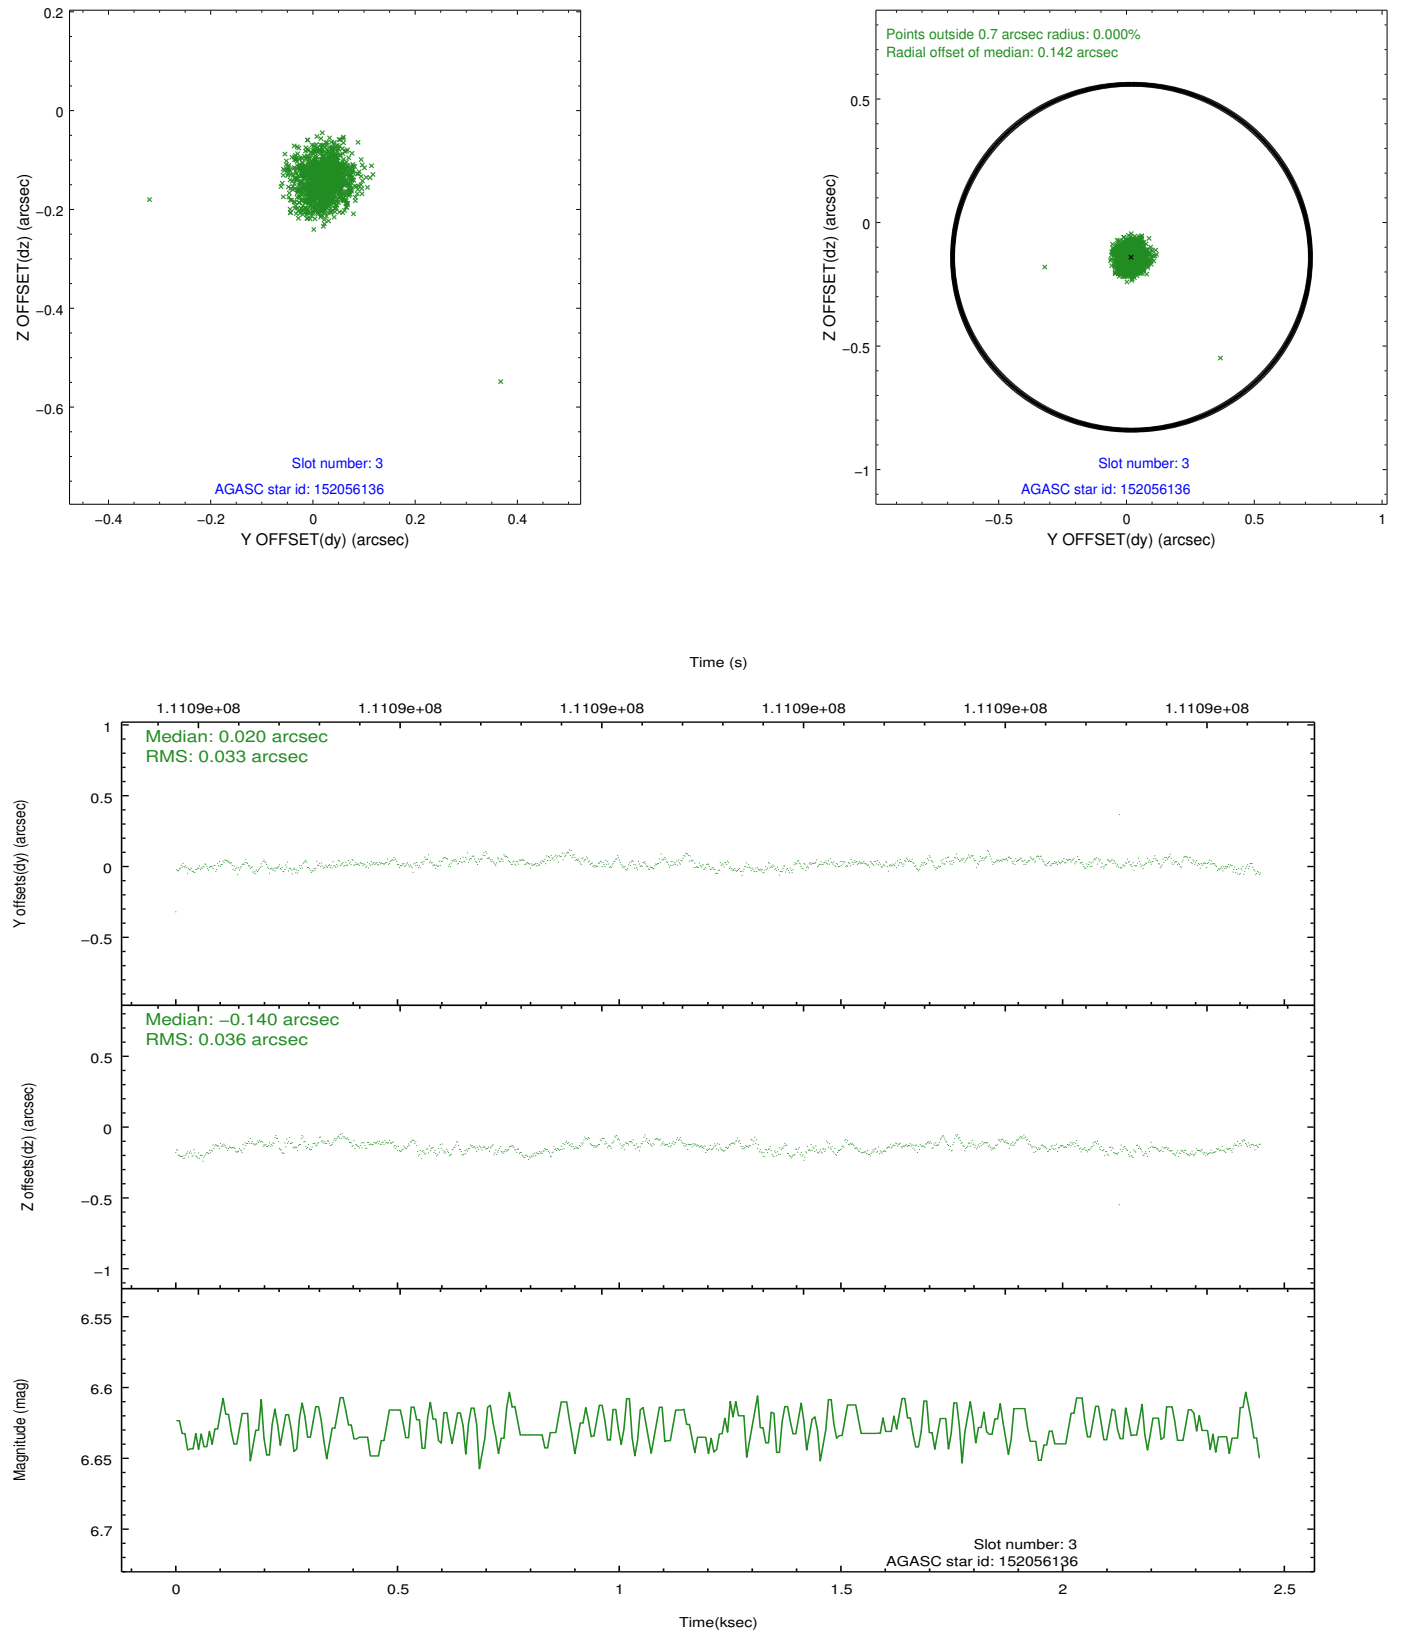 0.2
0
−0.2
−0.4
−0.6
Z OFFSET(dz) (arcsec)
Slot number: 3
AGASC star id: 152056136
−0.4 −0.2 0 0.2 0.4
Y OFFSET(dy) (arcsec)
Points outside 0.7 arcsec radius: 0.000%
Radial offset of median: 0.142 arcsec
0.5
0
−0.5
−1
Z OFFSET(dz) (arcsec)
Slot number: 3
AGASC star id: 152056136
−0.5 0 0.5 1
Y OFFSET(dy) (arcsec)
Time (s)
1.1109e+08 1.1109e+08 1.1109e+08 1.1109e+08 1.1109e+08 1.1109e+08
Median: 0.020 arcsec
RMS: 0.033 arcsec
1
0.5
0
−0.5
Y offsets(dy) (arcsec)
Median: −0.140 arcsec
RMS: 0.036 arcsec
0.5
0
−0.5
−1
Z offsets(dz) (arcsec)
6.55
6.6
6.65
6.7
Magnitude (mag)
Slot number: 3
AGASC star id: 152056136
0 0.5 1 1.5 2 2.5
Time(ksec)